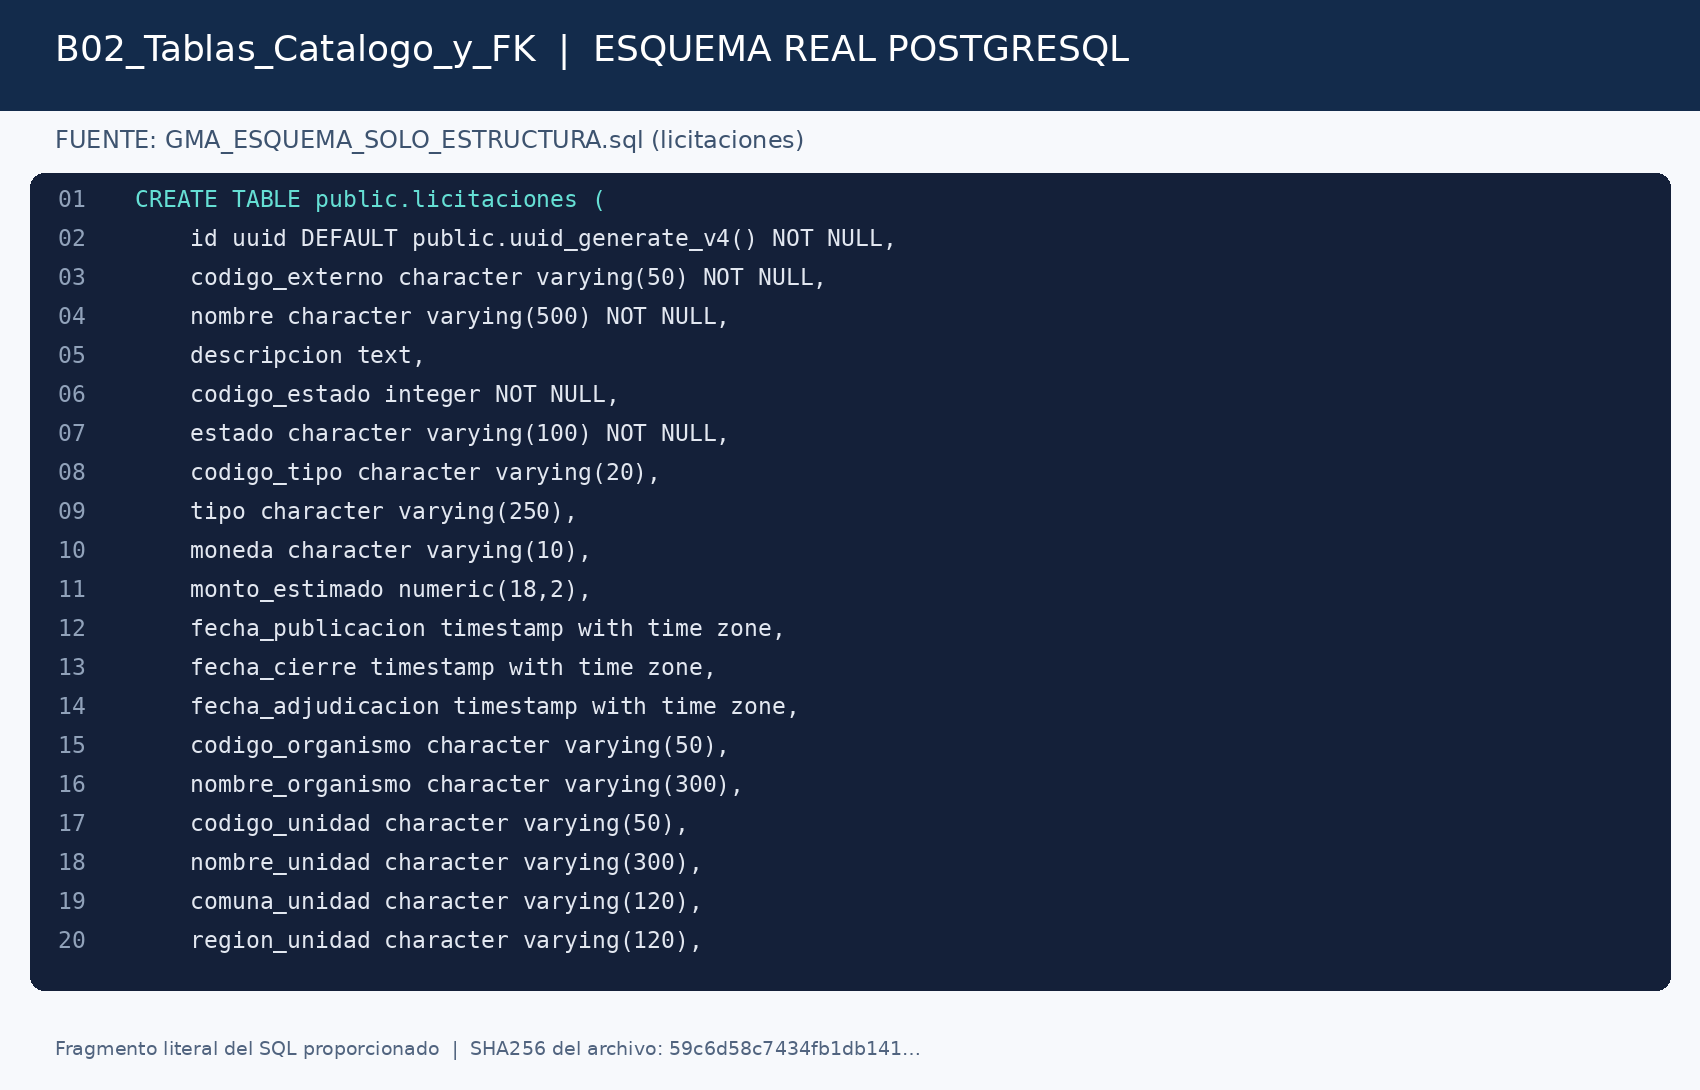 B02_Tablas_Catalogo_y_FK | ESQUEMA REAL POSTGRESQL
FUENTE: GMA_ESQUEMA_SOLO_ESTRUCTURA.sql (licitaciones)
01 CREATE TABLE public.licitaciones (
02 id uuid DEFAULT public.uuid_generate_v4() NOT NULL,
03 codigo_externo character varying(50) NOT NULL,
04 nombre character varying(500) NOT NULL,
05 descripcion text,
06 codigo_estado integer NOT NULL,
07 estado character varying(100) NOT NULL,
08 codigo_tipo character varying(20),
09 tipo character varying(250),
10 moneda character varying(10),
11 monto_estimado numeric(18,2),
12 fecha_publicacion timestamp with time zone,
13 fecha_cierre timestamp with time zone,
14 fecha_adjudicacion timestamp with time zone,
15 codigo_organismo character varying(50),
16 nombre_organismo character varying(300),
17 codigo_unidad character varying(50),
18 nombre_unidad character varying(300),
19 comuna_unidad character varying(120),
20 region_unidad character varying(120),
Fragmento literal del SQL proporcionado | SHA256 del archivo: 59c6d58c7434fb1db141...